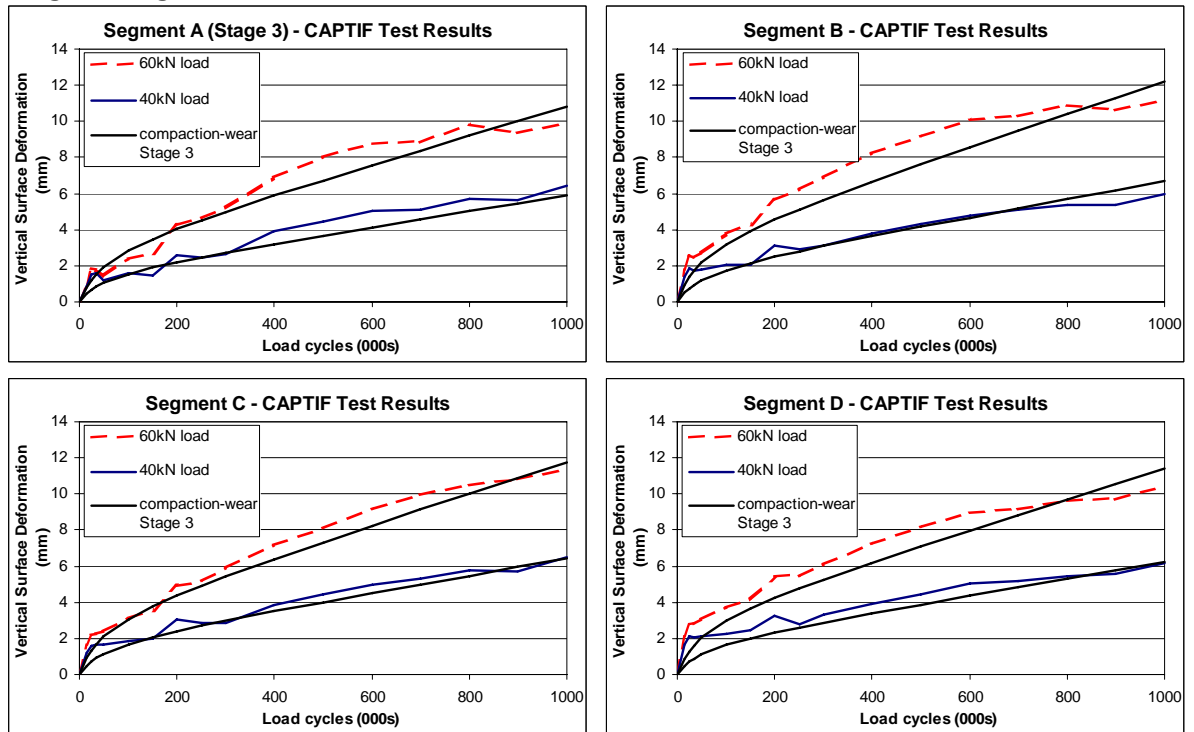 Segment A (Stage 3) - CAPTIF Test Results
14
12
10
8
6
4
2
0
Vertical Surface Deformation
(mm)
60kN load
40kN load
compaction-wear
Stage 3
0 200 400 600 800 1000
Load cycles (000s)
Segment B - CAPTIF Test Results
14
12
10
8
6
4
2
0
Vertical Surface Deformation
(mm)
60kN load
40kN load
compaction-wear
Stage 3
0 200 400 600 800 1000
Load cycles (000s)
Segment C - CAPTIF Test Results
14
12
10
8
6
4
2
0
Vertical Surface Deformation
(mm)
60kN load
40kN load
compaction-wear
Stage 3
0 200 400 600 800 1000
Load cycles (000s)
Segment D - CAPTIF Test Results
14
12
10
8
6
4
2
0
Vertical Surface Deformation
(mm)
60kN load
40kN load
compaction-wear
Stage 3
0 200 400 600 800 1000
Load cycles (000s)